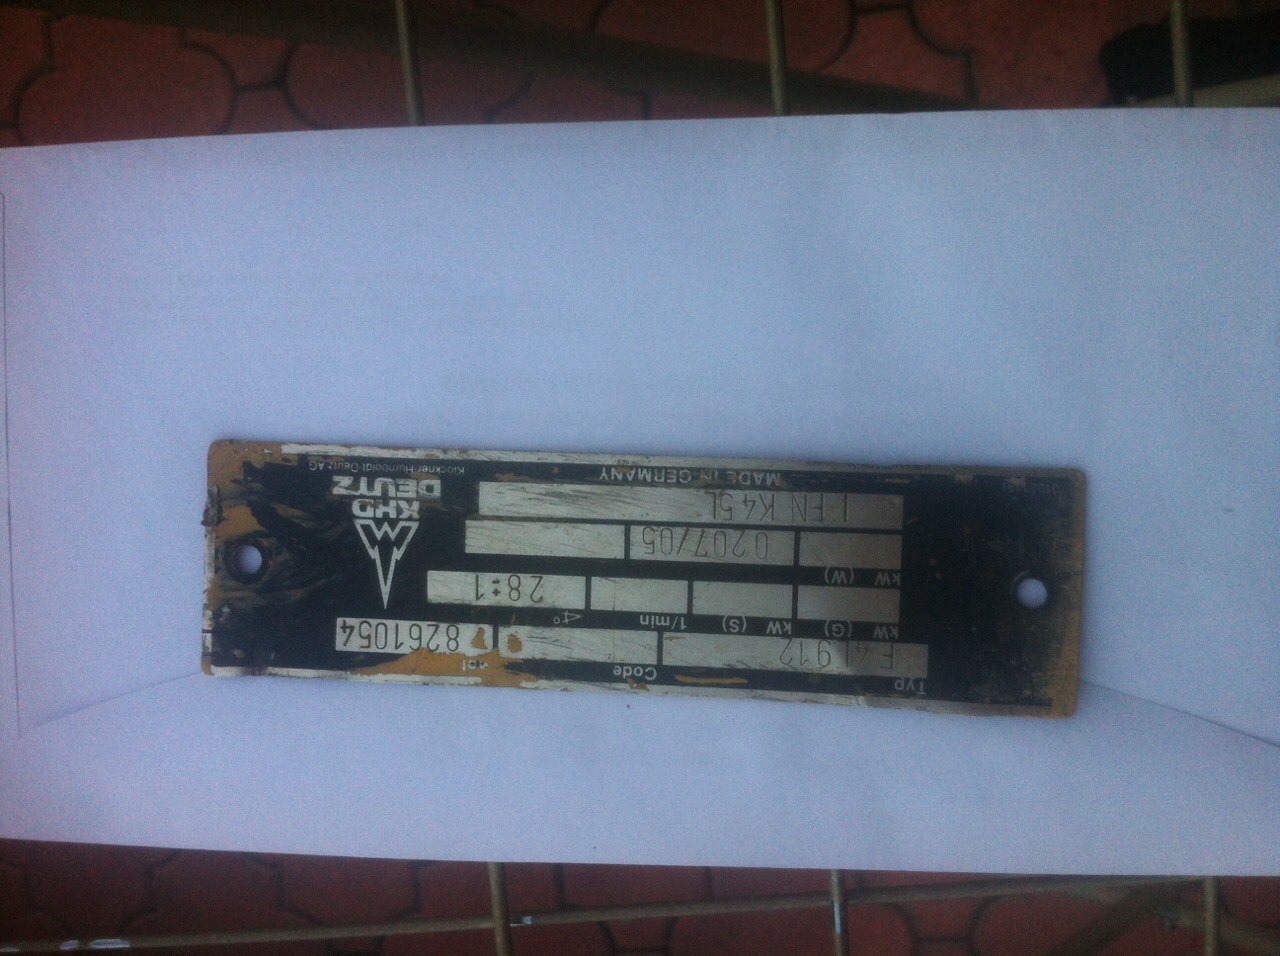 Typ Code
F4L912 8261054
kW (G) kW (S) 1/min ∢°
28:1
kW (W)
0207/05
KHD
DEUTZ
MADE IN GERMANY
Klöckner-Humboldt-Deutz AG